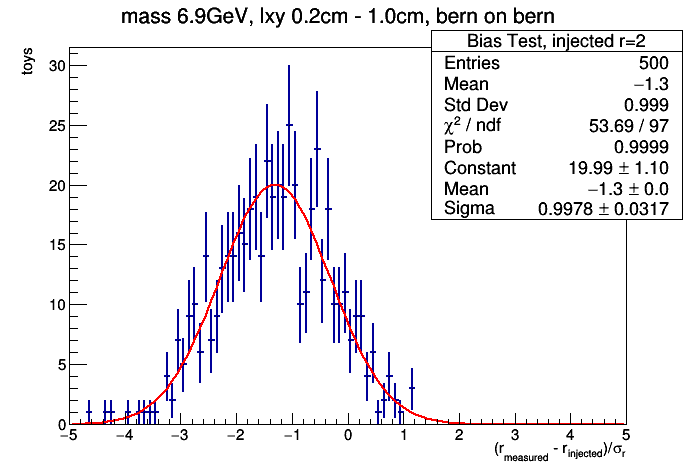 mass 6.9GeV, lxy 0.2cm - 1.0cm, bern on bern
Bias Test, injected r=2
Entries 500
Mean −1.3
Std Dev 0.999
χ² / ndf 53.69 / 97
Prob 0.9999
Constant 19.99 ± 1.10
Mean −1.3 ± 0.0
Sigma 0.9978 ± 0.0317
toys
30
25
20
15
10
5
0
−5 −4 −3 −2 −1 0 1 2 3 4 5
(r_measured - r_injected)/σ_r